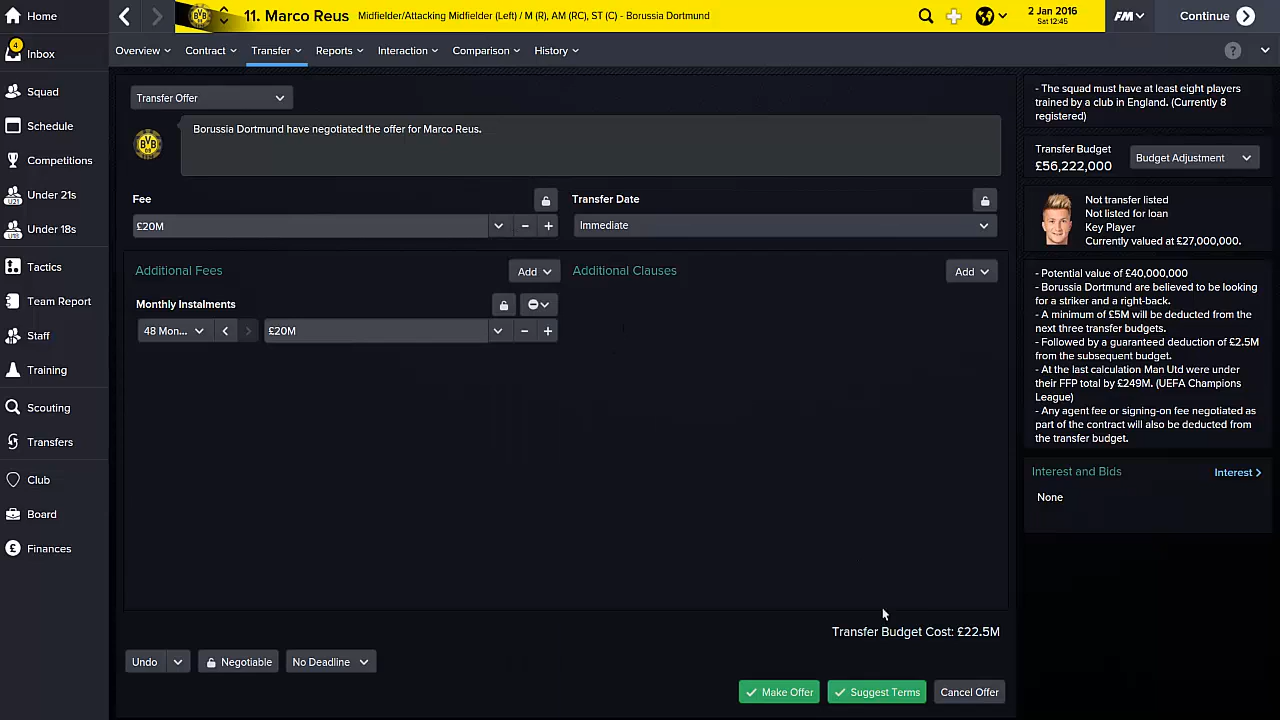 Home
11. Marco Reus
Midfielder/Attacking Midfielder (Left) / M (R), AM (RC), ST (C) - Borussia Dortmund
2 Jan 2016
Sat 12:45
FM
Continue
4
Inbox
Overview
Contract
Transfer
Reports
Interaction
Comparison
History
?
Squad
Schedule
Competitions
U21
Under 21s
U18
Under 18s
Tactics
Team Report
Staff
Training
Scouting
Transfers
Club
Board
£ Finances
Transfer Offer
BVB
09
Borussia Dortmund have negotiated the offer for Marco Reus.
Fee
£20M
Transfer Date
Immediate
Additional Fees
Add
Additional Clauses
Add
Monthly Instalments
48 Mon...
£20M
Transfer Budget Cost: £22.5M
Undo
Negotiable
No Deadline
Make Offer
Suggest Terms
Cancel Offer
- The squad must have at least eight players
trained by a club in England. (Currently 8
registered)
Transfer Budget
£56,222,000
Budget Adjustment
Not transfer listed
Not listed for loan
Key Player
Currently valued at £27,000,000.
- Potential value of £40,000,000
- Borussia Dortmund are believed to be looking
for a striker and a right-back.
- A minimum of £5M will be deducted from the
next three transfer budgets.
- Followed by a guaranteed deduction of £2.5M
from the subsequent budget.
- At the last calculation Man Utd were under
their FFP total by £249M. (UEFA Champions
League)
- Any agent fee or signing-on fee negotiated as
part of the contract will also be deducted from
the transfer budget.
Interest and Bids
Interest
None